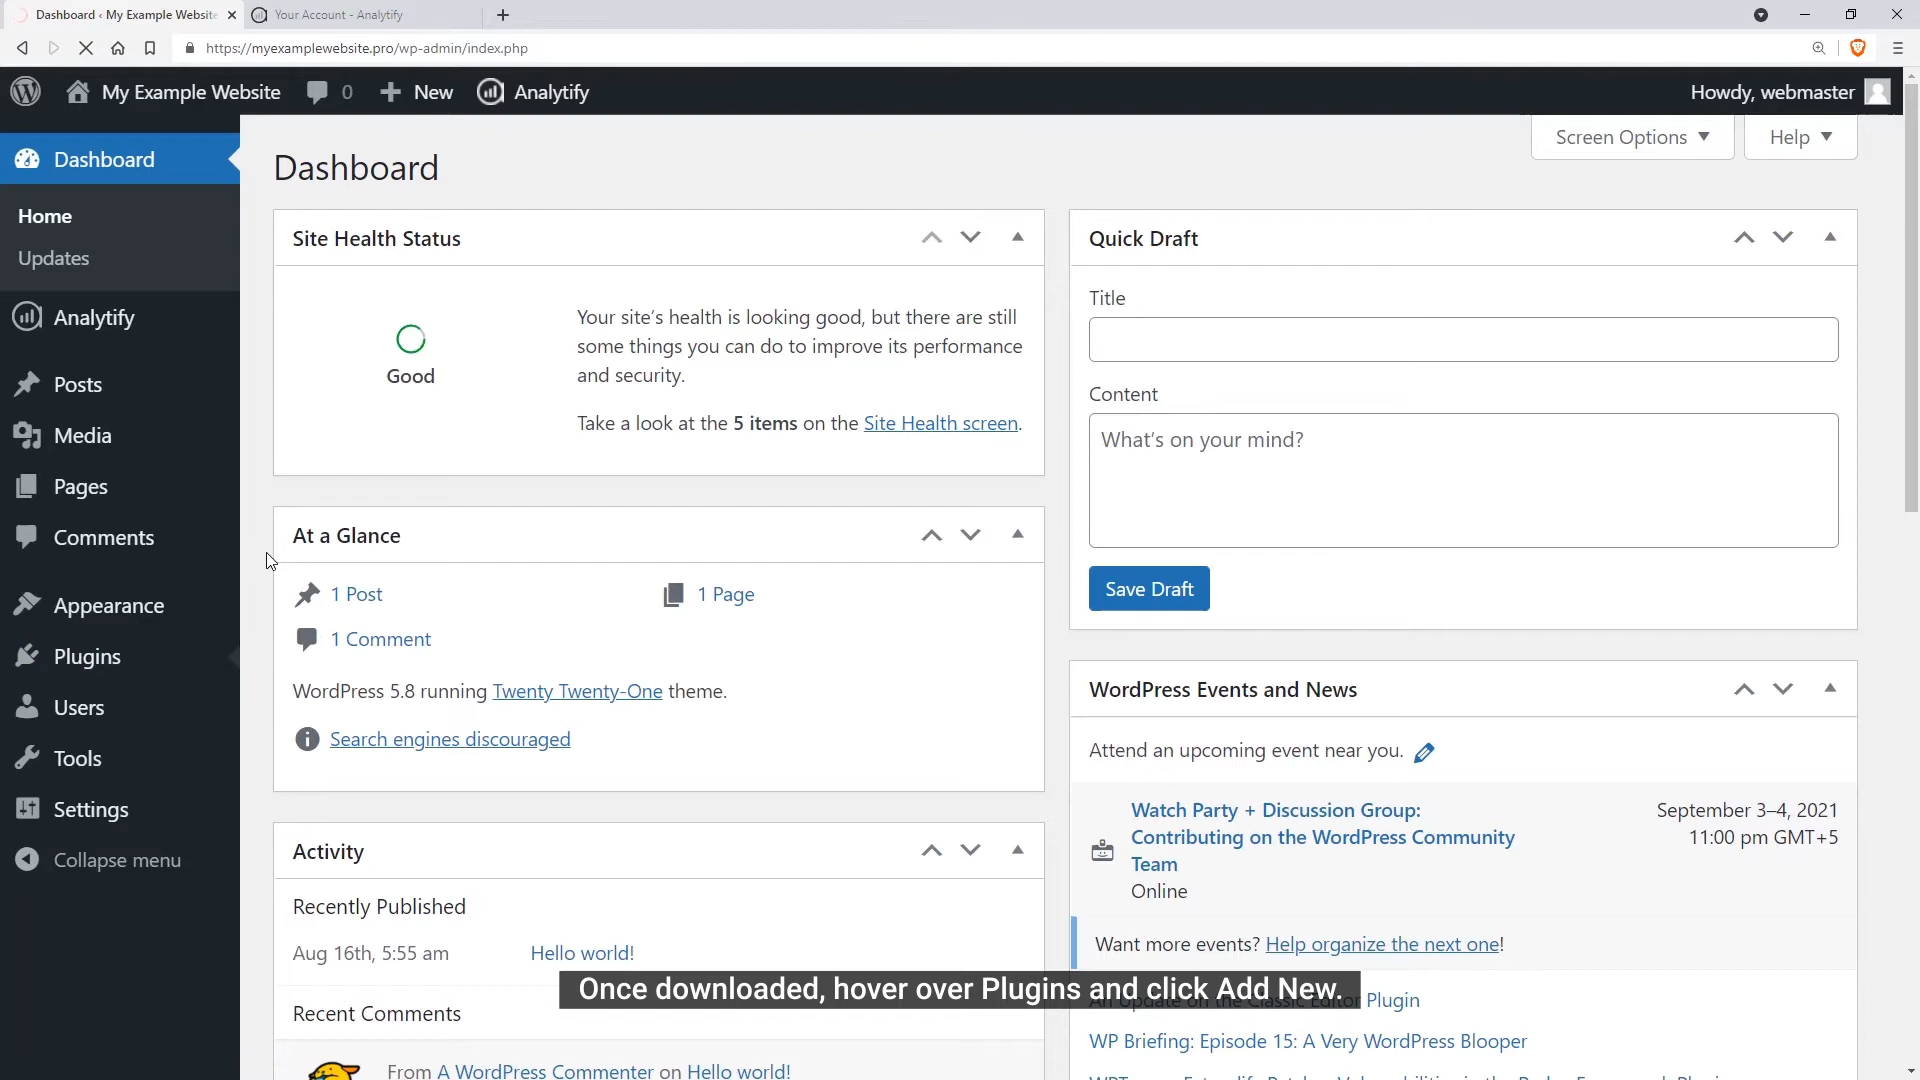 Dashboard ‹ My Example Website
Your Account - Analytify
https://myexamplewebsite.pro/wp-admin/index.php
My Example Website
0
New
Analytify
Howdy, webmaster
Screen Options
Help
Dashboard
Home
Updates
Analytify
Posts
Media
Pages
Comments
Appearance
Plugins
Users
Tools
Settings
Collapse menu
Dashboard
Site Health Status
Good
Your site's health is looking good, but there are still
some things you can do to improve its performance
and security.
Take a look at the 5 items on the Site Health screen.
At a Glance
1 Post
1 Page
1 Comment
WordPress 5.8 running Twenty Twenty-One theme.
Search engines discouraged
Activity
Recently Published
Aug 16th, 5:55 am
Hello world!
Recent Comments
From A WordPress Commenter on Hello world!
Quick Draft
Title
Content
What's on your mind?
Save Draft
WordPress Events and News
Attend an upcoming event near you.
Watch Party + Discussion Group:
Contributing on the WordPress Community
Team
Online
September 3–4, 2021
11:00 pm GMT+5
Want more events? Help organize the next one!
An Update on the Classic Editor Plugin
WP Briefing: Episode 15: A Very WordPress Blooper
Once downloaded, hover over Plugins and click Add New.